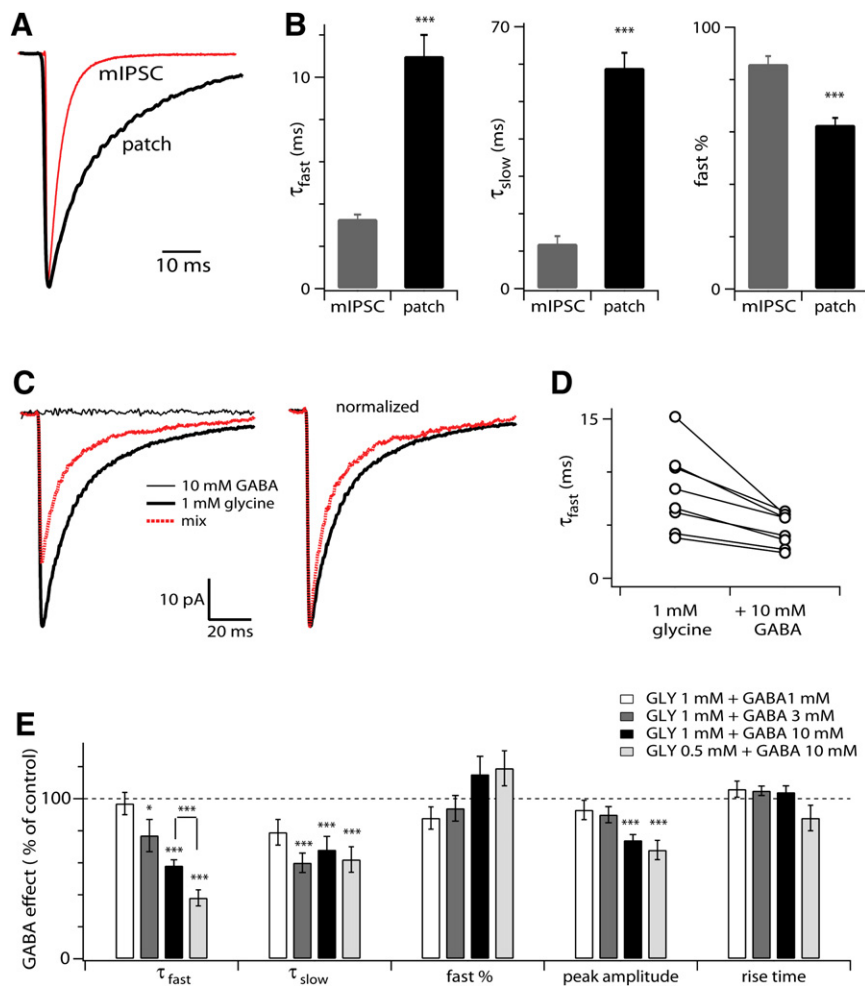 A
mIPSC
patch
10 ms
B
***
10
τfast (ms)
0
mIPSC patch
70
***
τslow (ms)
0
mIPSC patch
100
***
fast %
0
mIPSC patch
C
normalized
10 mM GABA
1 mM glycine
mix
10 pA
20 ms
D
15
τfast (ms)
0
1 mM glycine
+ 10 mM GABA
E
GLY 1 mM + GABA1 mM
GLY 1 mM + GABA 3 mM
GLY 1 mM + GABA 10 mM
GLY 0.5 mM + GABA 10 mM
GABA effect ( % of control)
100
0
*
***
***
***
***
***
***
***
***
τfast
τslow
fast %
peak amplitude
rise time